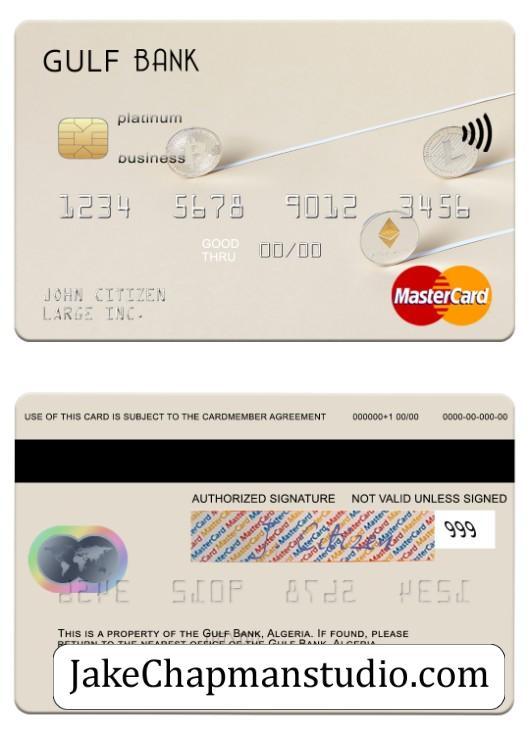 GULF BANK
platinum
business
1234 5678 9012 3456
GOOD
THRU 00/00
JOHN CITIZEN
LARGE INC.
MasterCard
USE OF THIS CARD IS SUBJECT TO THE CARDMEMBER AGREEMENT 000000+1 00/00 0000-00-000-00
AUTHORIZED SIGNATURE NOT VALID UNLESS SIGNED
MasterCard
999
THIS IS A PROPERTY OF THE GULF BANK, ALGERIA. IF FOUND, PLEASE
RETURN TO THE NEAREST OFFICE OF THE GULF BANK, ALGERIA
JakeChapmanstudio.com